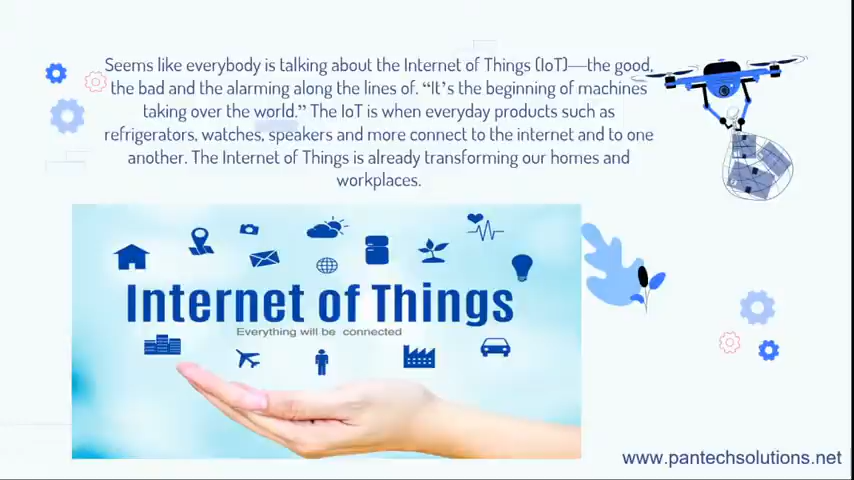 Seems like everybody is talking about the Internet of Things (IoT)—the good,
the bad and the alarming along the lines of. “It’s the beginning of machines
taking over the world.” The IoT is when everyday products such as
refrigerators, watches, speakers and more connect to the internet and to one
another. The Internet of Things is already transforming our homes and
workplaces.
Internet of Things
Everything will be connected
www.pantechsolutions.net